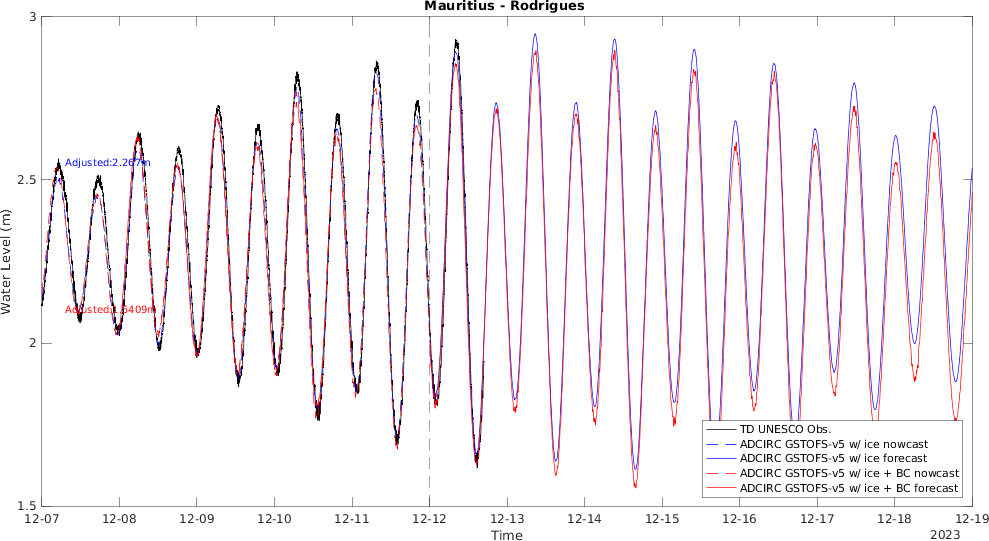 Mauritius - Rodrigues
3
2.5
2
1.5
Water Level (m)
Adjusted:2.267m
TD UNESCO Obs.
ADCIRC GSTOFS-v5 w/ ice nowcast
ADCIRC GSTOFS-v5 w/ ice forecast
ADCIRC GSTOFS-v5 w/ ice + BC nowcast
ADCIRC GSTOFS-v5 w/ ice + BC forecast
12-07 12-08 12-09 12-10 12-11 12-12 12-13 12-14 12-15 12-16 12-17 12-18 12-19
Time
2023